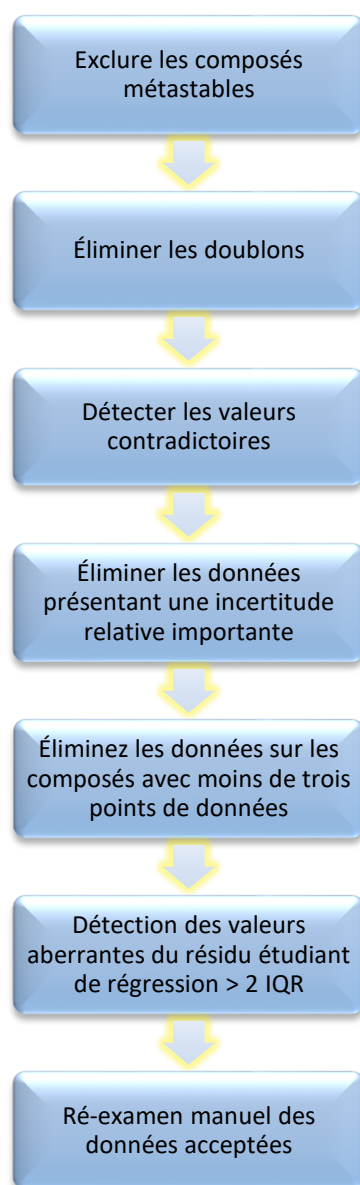 Exclure les composés
métastables
Éliminer les doublons
Détecter les valeurs
contradictoires
Éliminer les données
présentant une incertitude
relative importante
Éliminez les données sur les
composés avec moins de trois
points de données
Détection des valeurs
aberrantes du résidu étudiant
de régression > 2 IQR
Ré-examen manuel des
données acceptées